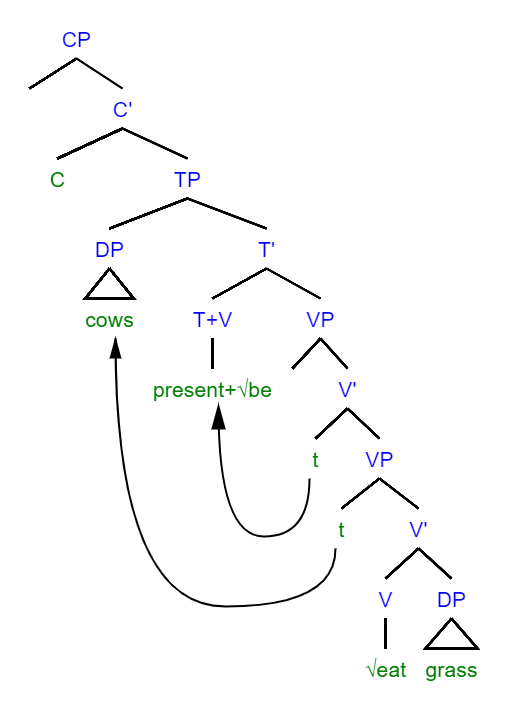 CP
C'
C TP
DP T'
cows T+V VP
present+√be V'
t VP
t V'
V DP
√eat grass